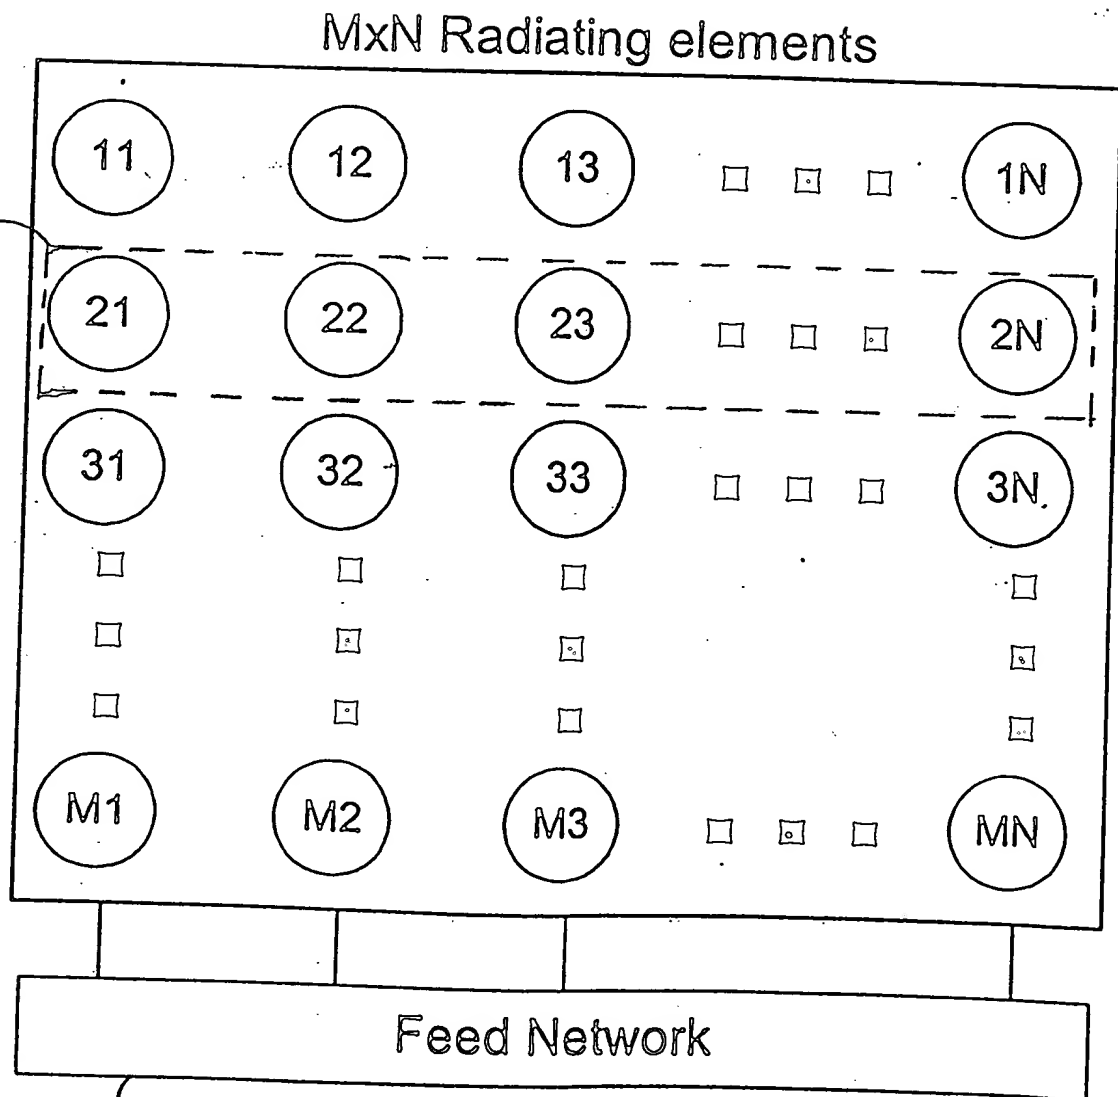 MxN Radiating elements
11 12 13 1N
21 22 23 2N
31 32 33 3N
M1 M2 M3 MN
Feed Network